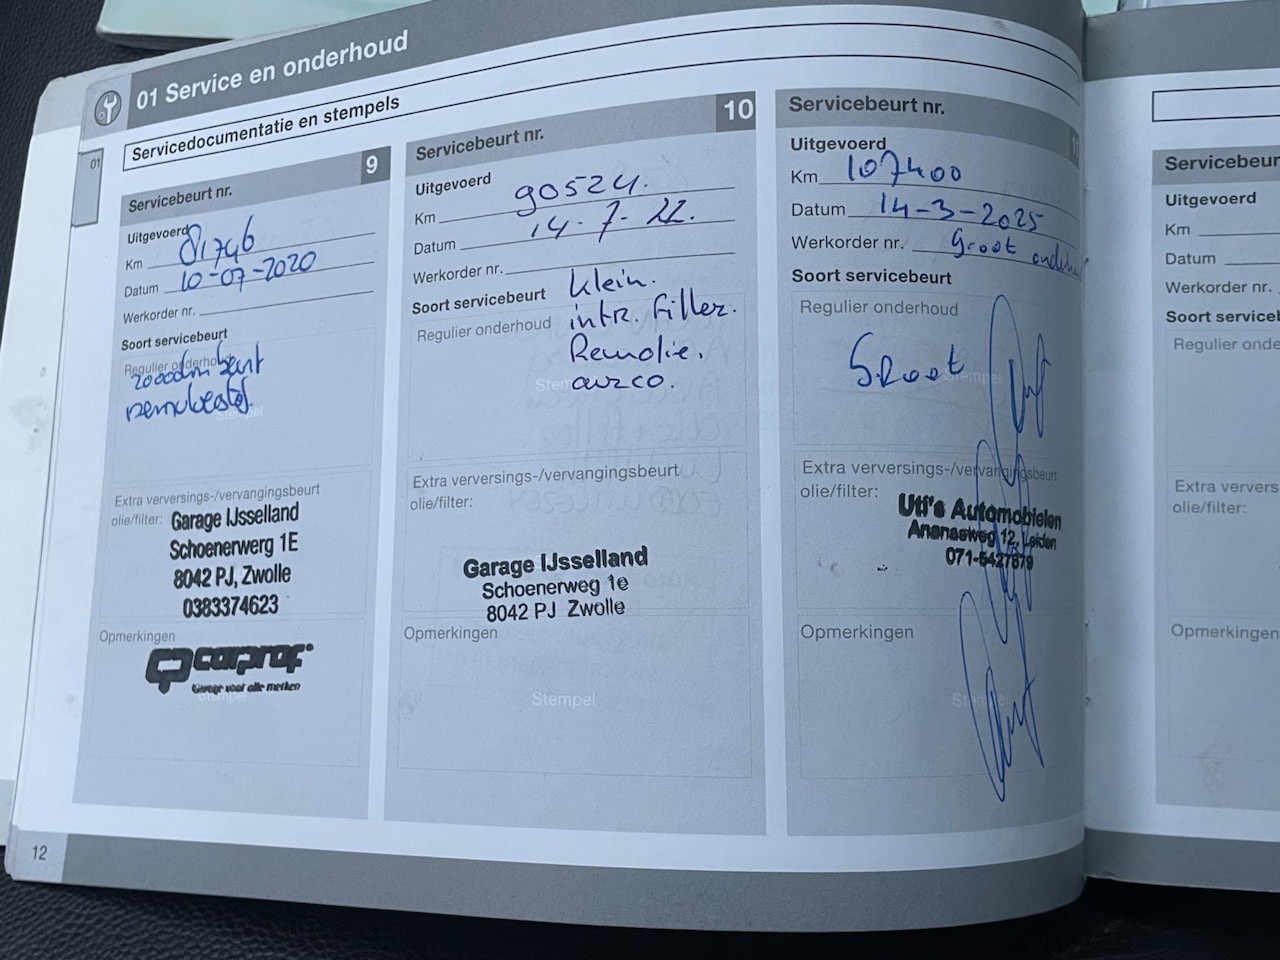 01 Service en onderhoud
Servicedocumentatie en stempels
01
Servicebeurt nr. 9
Uitgevoerd
Km 81746
Datum 10-07-2020
Werkorder nr.
Soort servicebeurt
Regulier onderhoud
Stempel
Extra verversings-/vervangingsbeurt
olie/filter:
Garage IJsselland
Schoenerwerg 1E
8042 PJ, Zwolle
0383374623
Opmerkingen
carprof
Garage voor alle merken
Stempel
Servicebeurt nr. 10
Uitgevoerd
Km 90524.
Datum 14-7-22.
Werkorder nr.
Soort servicebeurt
klein.
Regulier onderhoud
intr. filter.
Remolie.
airco.
Stempel
Extra verversings-/vervangingsbeurt
olie/filter:
Garage IJsselland
Schoenerweg 1e
8042 PJ Zwolle
Opmerkingen
Stempel
Servicebeurt nr.
Uitgevoerd
Km 107400
Datum 14-3-2025
Werkorder nr. Groot
Soort servicebeurt
Regulier onderhoud
Groot
Stempel
Extra verversings-/vervangingsbeurt
olie/filter:
Uti's Automobielen
Ananasweg 12, Leiden
071-5427879
Opmerkingen
Servicebeur
Uitgevoerd
Km
Datum
Werkorder nr.
Soort servicel
Regulier onde
Extra ververs
olie/filter:
Opmerkingen
12